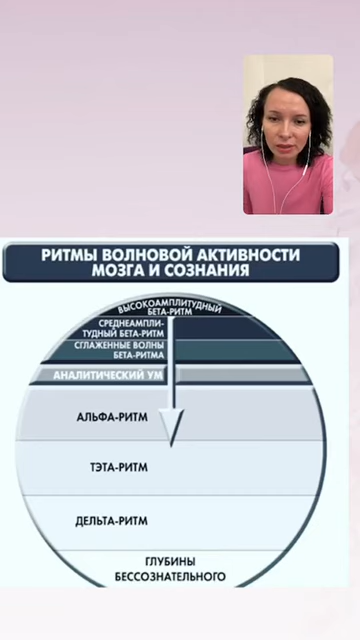 РИТМЫ ВОЛНОВОЙ АКТИВНОСТИ
МОЗГА И СОЗНАНИЯ
ВЫСОКОАМПЛИТУДНЫЙ
БЕТА-РИТМ
СРЕДНЕАМПЛИ-
ТУДНЫЙ БЕТА-РИТМ
СГЛАЖЕННЫЕ ВОЛНЫ
БЕТА-РИТМА
АНАЛИТИЧЕСКИЙ УМ
АЛЬФА-РИТМ
ТЭТА-РИТМ
ДЕЛЬТА-РИТМ
ГЛУБИНЫ
БЕССОЗНАТЕЛЬНОГО